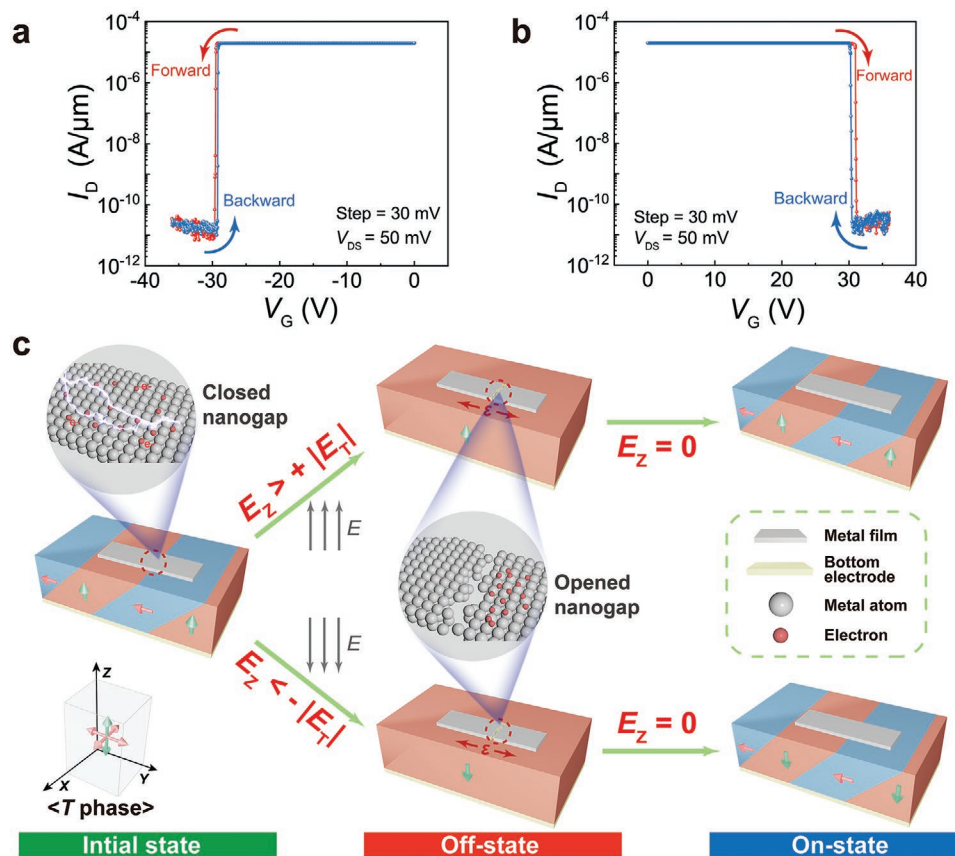 a
10⁻⁴
10⁻⁶
10⁻⁸
10⁻¹⁰
10⁻¹²
I_D (A/µm)
Forward
Backward
Step = 30 mV
V_DS = 50 mV
-40 -30 -20 -10 0
V_G (V)
b
10⁻⁴
10⁻⁶
10⁻⁸
10⁻¹⁰
10⁻¹²
I_D (A/µm)
Forward
Backward
Step = 30 mV
V_DS = 50 mV
0 10 20 30 40
V_G (V)
c
Closed
nanogap
E_Z > + |E_T|
E
E
E_Z < - |E_T|
ε
E_Z = 0
Opened
nanogap
ε
E_Z = 0
Metal film
Bottom
electrode
Metal atom
Electron
Z
X
Y
<T phase>
Intial state
Off-state
On-state